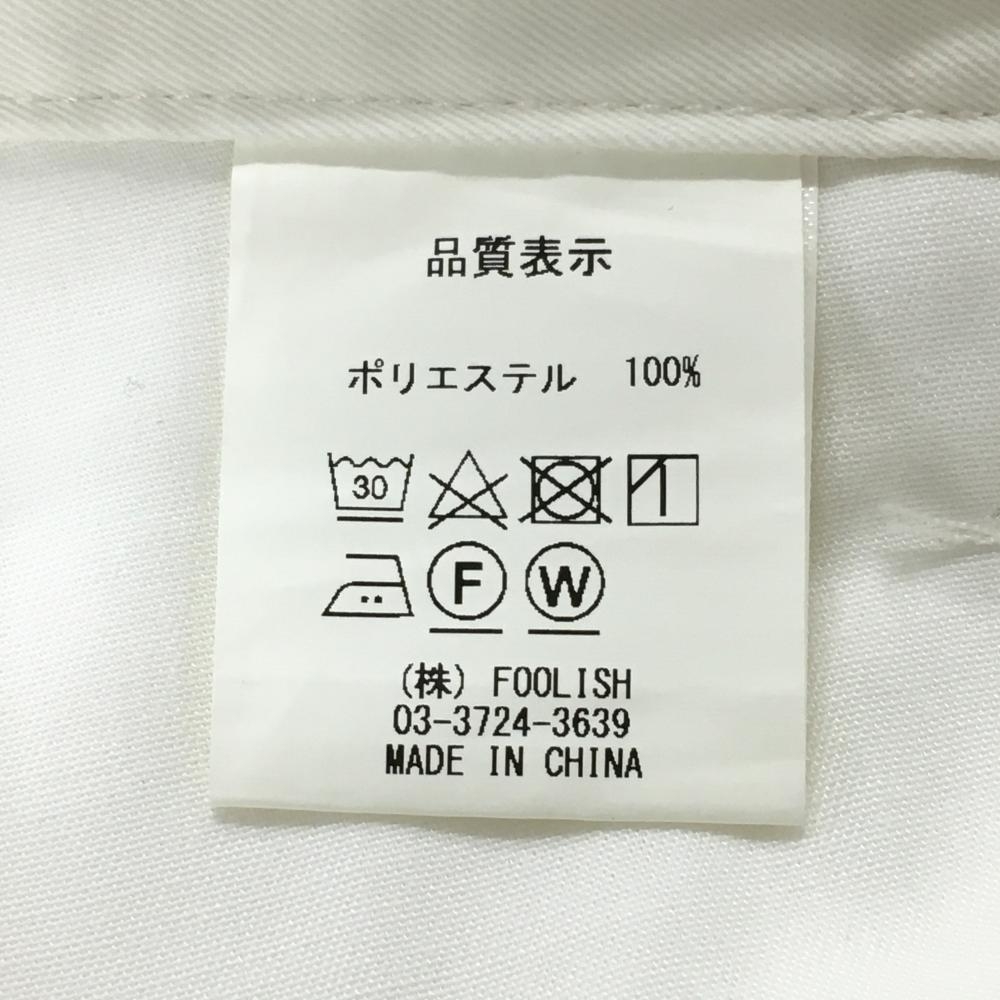 品質表示
ポリエステル 100%
30
F W
(株) FOOLISH
03-3724-3639
MADE IN CHINA